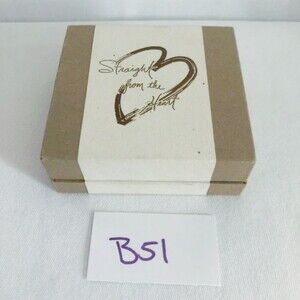 Straight
from the
Heart
B51